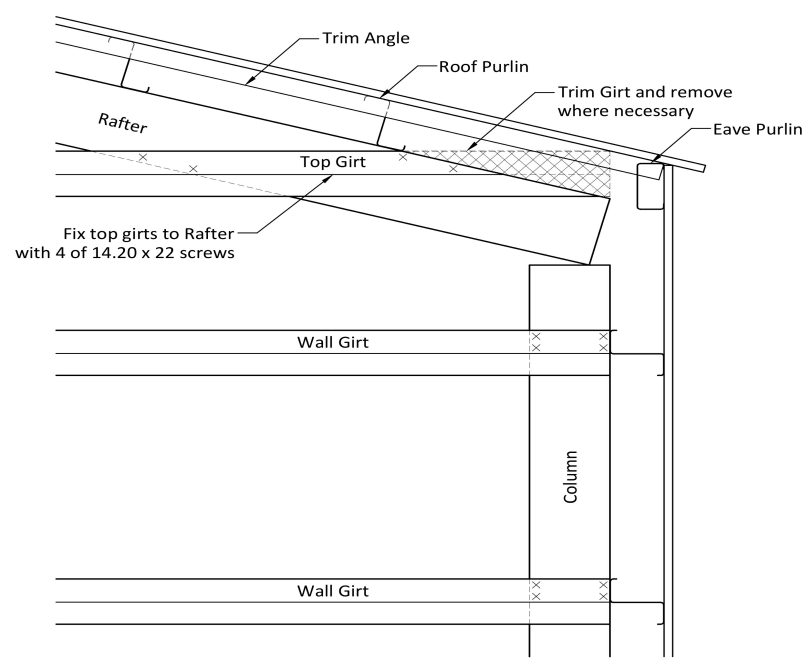 Trim Angle
Roof Purlin
Trim Girt and remove
where necessary
Eave Purlin
Rafter
Top Girt
Fix top girts to Rafter
with 4 of 14.20 x 22 screws
Wall Girt
Column
Wall Girt